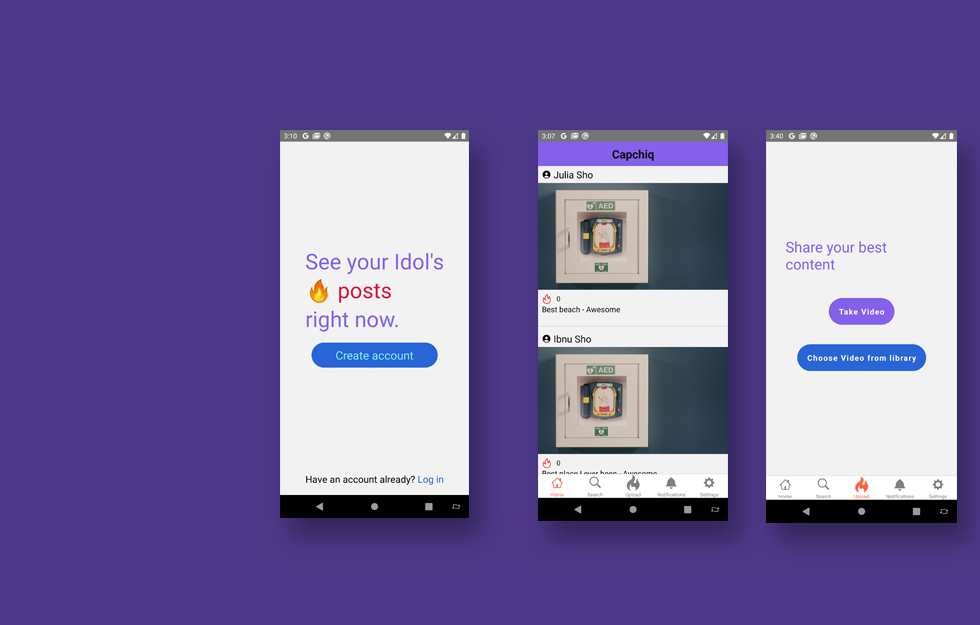 3:10
See your Idol's
🔥 posts
right now.
Create account
Have an account already? Log in
3:07
Capchiq
Julia Sho
AED
0
Best beach - Awesome
Ibnu Sho
AED
0
Best place I ever been - Awesome
Home
Search
Upload
Notifications
Settings
3:40
Share your best
content
Take Video
Choose Video from library
Home
Search
Upload
Notifications
Settings